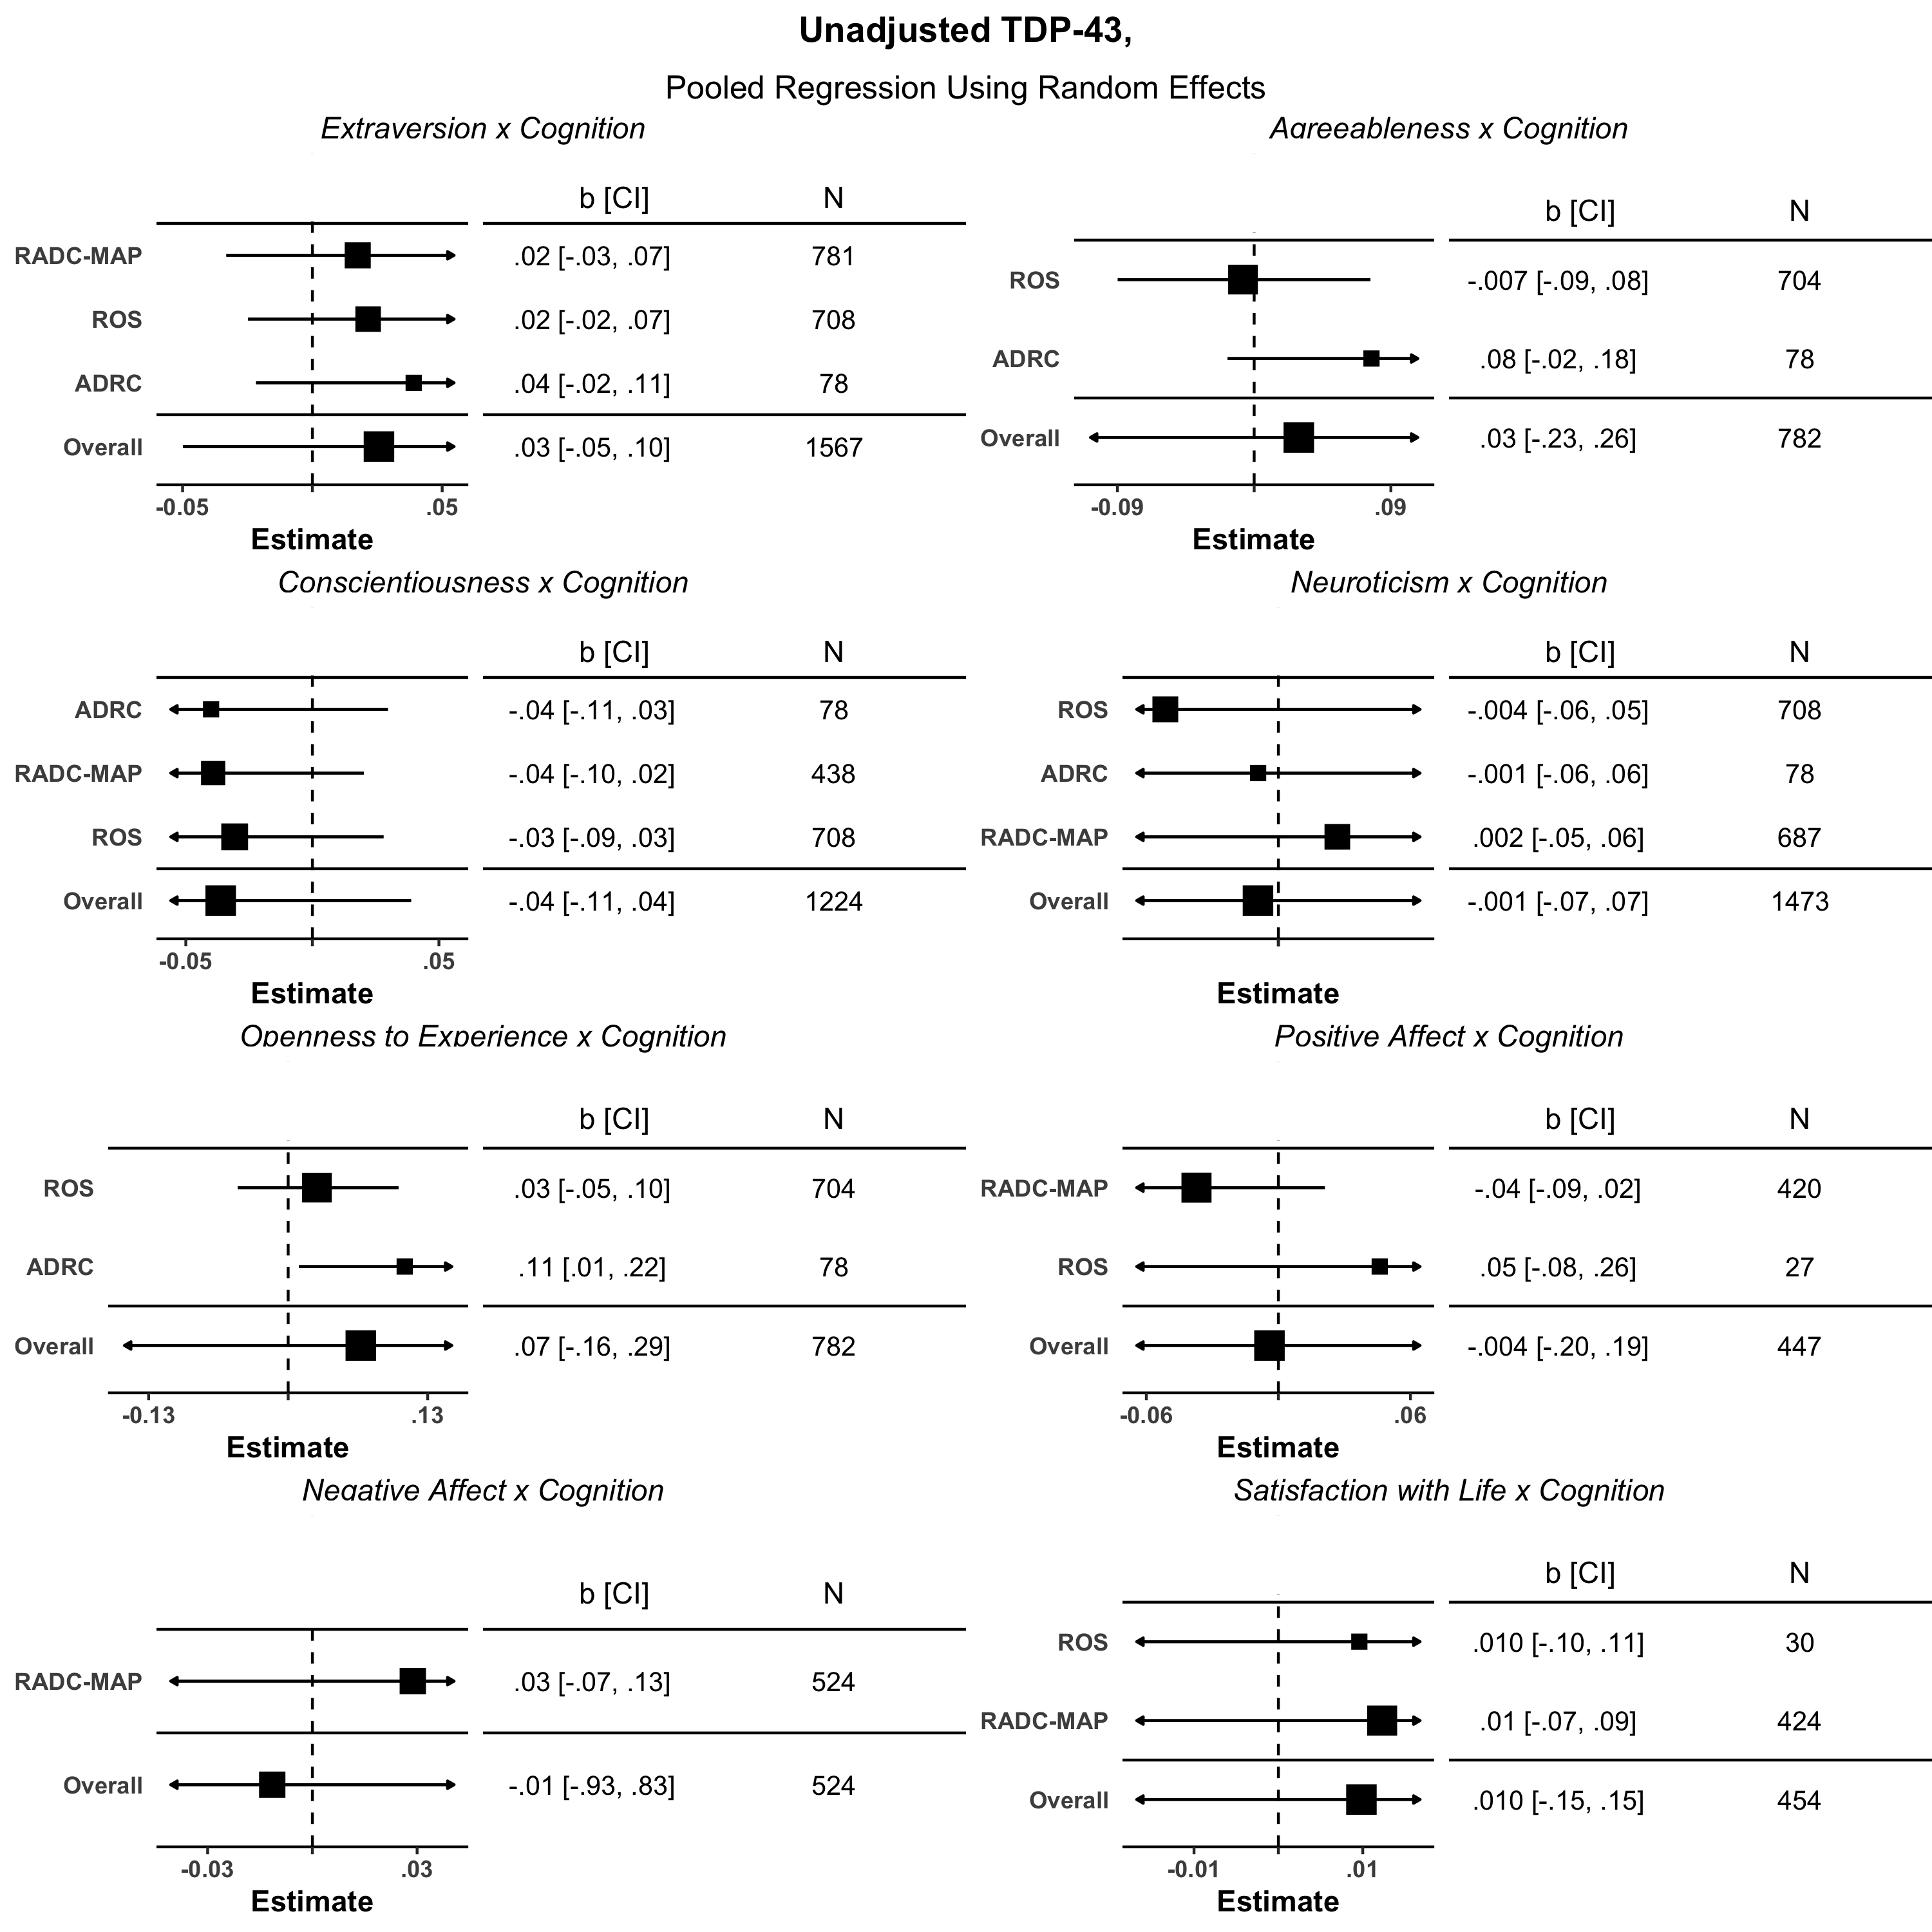 Unadjusted TDP-43,
Pooled Regression Using Random Effects
Extraversion x Cognition
b [CI] N
RADC-MAP .02 [-.03, .07] 781
ROS .02 [-.02, .07] 708
ADRC .04 [-.02, .11] 78
Overall .03 [-.05, .10] 1567
-0.05 .05
Estimate
Agreeableness x Cognition
b [CI] N
ROS -.007 [-.09, .08] 704
ADRC .08 [-.02, .18] 78
Overall .03 [-.23, .26] 782
-0.09 .09
Estimate
Conscientiousness x Cognition
b [CI] N
ADRC -.04 [-.11, .03] 78
RADC-MAP -.04 [-.10, .02] 438
ROS -.03 [-.09, .03] 708
Overall -.04 [-.11, .04] 1224
-0.05 .05
Estimate
Neuroticism x Cognition
b [CI] N
ROS -.004 [-.06, .05] 708
ADRC -.001 [-.06, .06] 78
RADC-MAP .002 [-.05, .06] 687
Overall -.001 [-.07, .07] 1473
Estimate
Openness to Experience x Cognition
b [CI] N
ROS .03 [-.05, .10] 704
ADRC .11 [.01, .22] 78
Overall .07 [-.16, .29] 782
-0.13 .13
Estimate
Positive Affect x Cognition
b [CI] N
RADC-MAP -.04 [-.09, .02] 420
ROS .05 [-.08, .26] 27
Overall -.004 [-.20, .19] 447
-0.06 .06
Estimate
Negative Affect x Cognition
b [CI] N
RADC-MAP .03 [-.07, .13] 524
Overall -.01 [-.93, .83] 524
-0.03 .03
Estimate
Satisfaction with Life x Cognition
b [CI] N
ROS .010 [-.10, .11] 30
RADC-MAP .01 [-.07, .09] 424
Overall .010 [-.15, .15] 454
-0.01 .01
Estimate